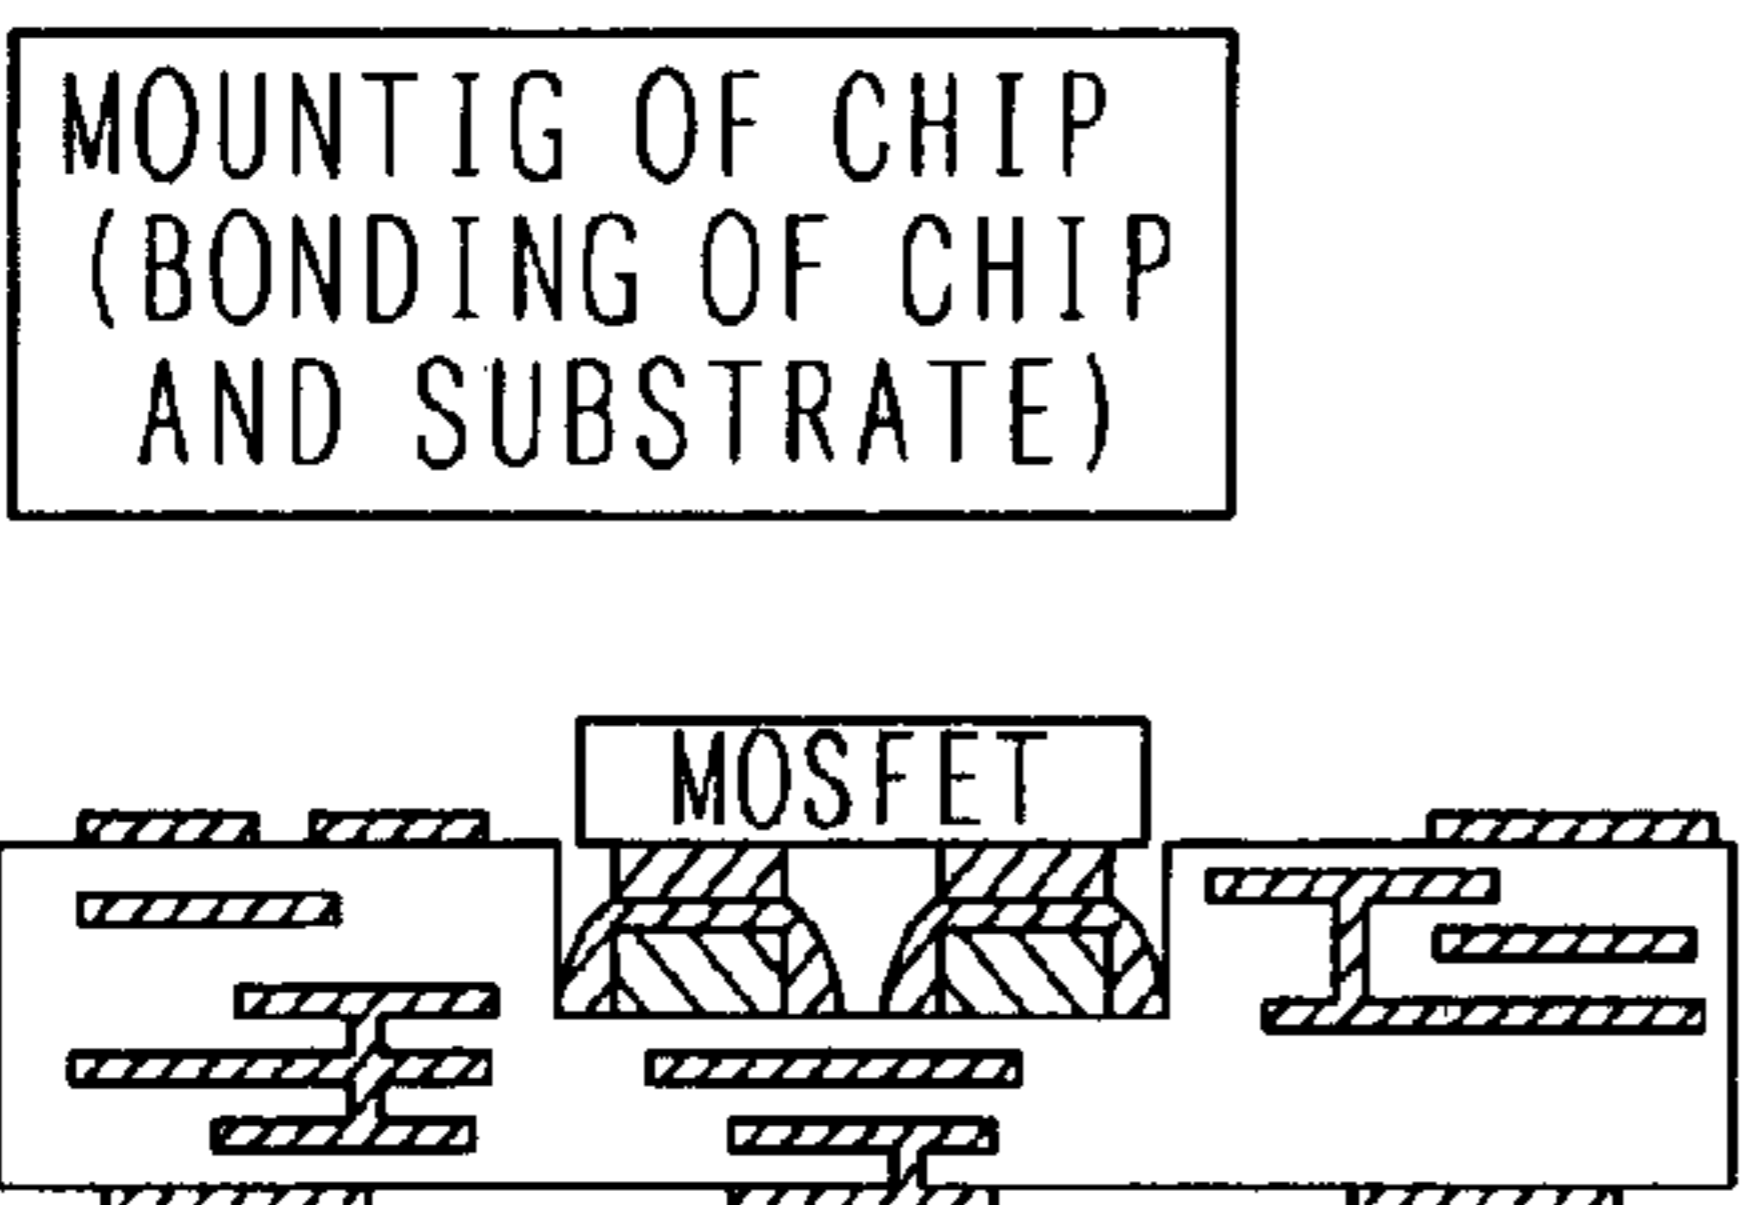 MOUNTIG OF CHIP
(BONDING OF CHIP
AND SUBSTRATE)
MOSFET